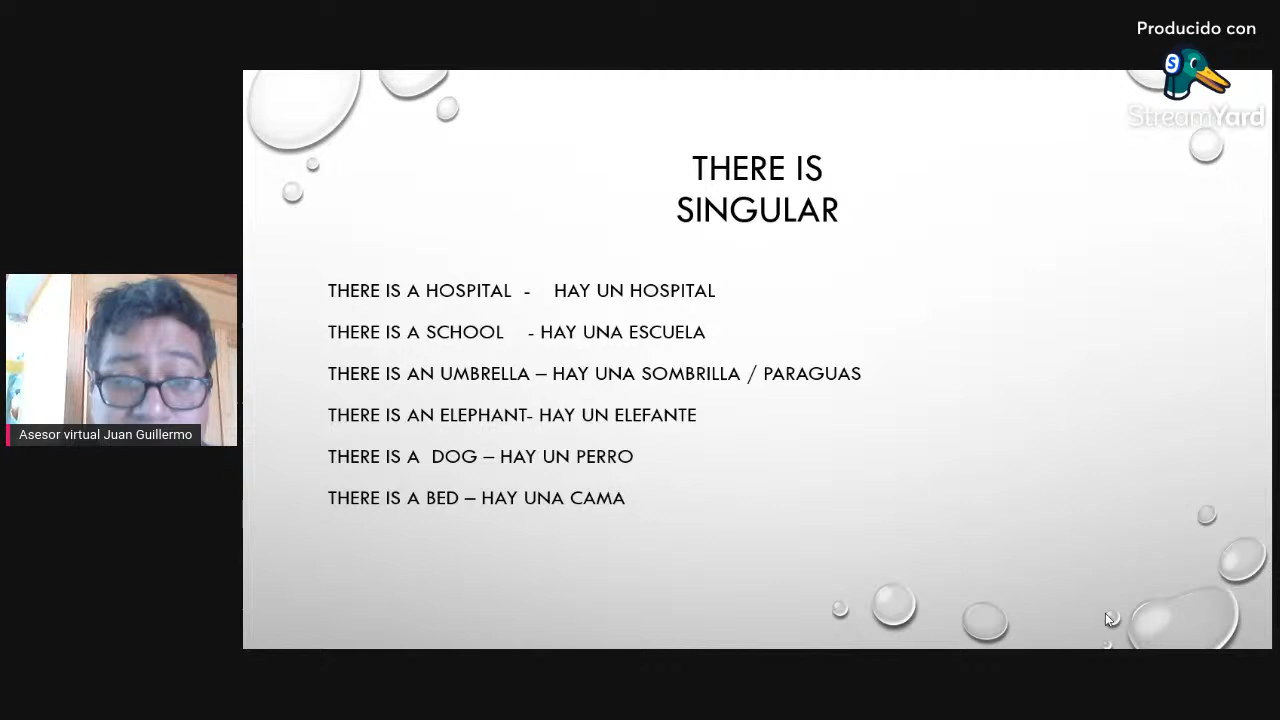 Producido con
StreamYard
THERE IS
SINGULAR
THERE IS A HOSPITAL - HAY UN HOSPITAL
THERE IS A SCHOOL - HAY UNA ESCUELA
THERE IS AN UMBRELLA – HAY UNA SOMBRILLA / PARAGUAS
THERE IS AN ELEPHANT- HAY UN ELEFANTE
THERE IS A DOG – HAY UN PERRO
THERE IS A BED – HAY UNA CAMA
Asesor virtual Juan Guillermo